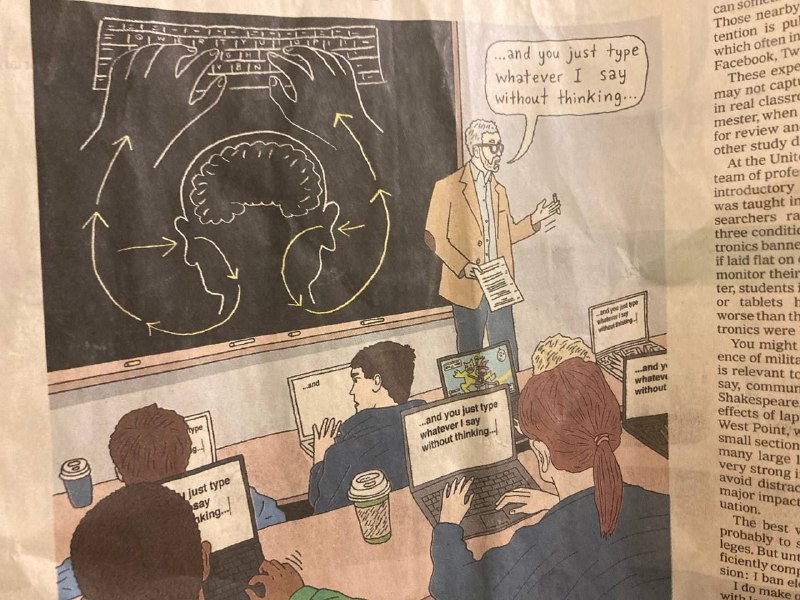 ...and you just type
whatever I say
without thinking...
G H
V B N
...and you just type
whatever I say
without thinking...
...and
...and you just type
whatever I say
without thinking...
...and y
whateve
without
type
y
ng...
just type
say
nking...
can
Those nearby
tention is pul
which often in
Facebook, Tw
These expe
may not capt
in real classro
mester, when
for review an
other study d
At the Unite
team of profe
introductory
was taught in
searchers ra
three conditio
tronics banne
if laid flat on
monitor their
ter, students i
or tablets h
worse than th
tronics were
You might
ence of milita
is relevant to
say, commun
Shakespeare
effects of lap
West Point, w
small section
many large l
very strong i
avoid distrac
major impact
uation.
The best w
probably to s
leges. But unt
ficiently comp
sion: I ban ele
I do make o